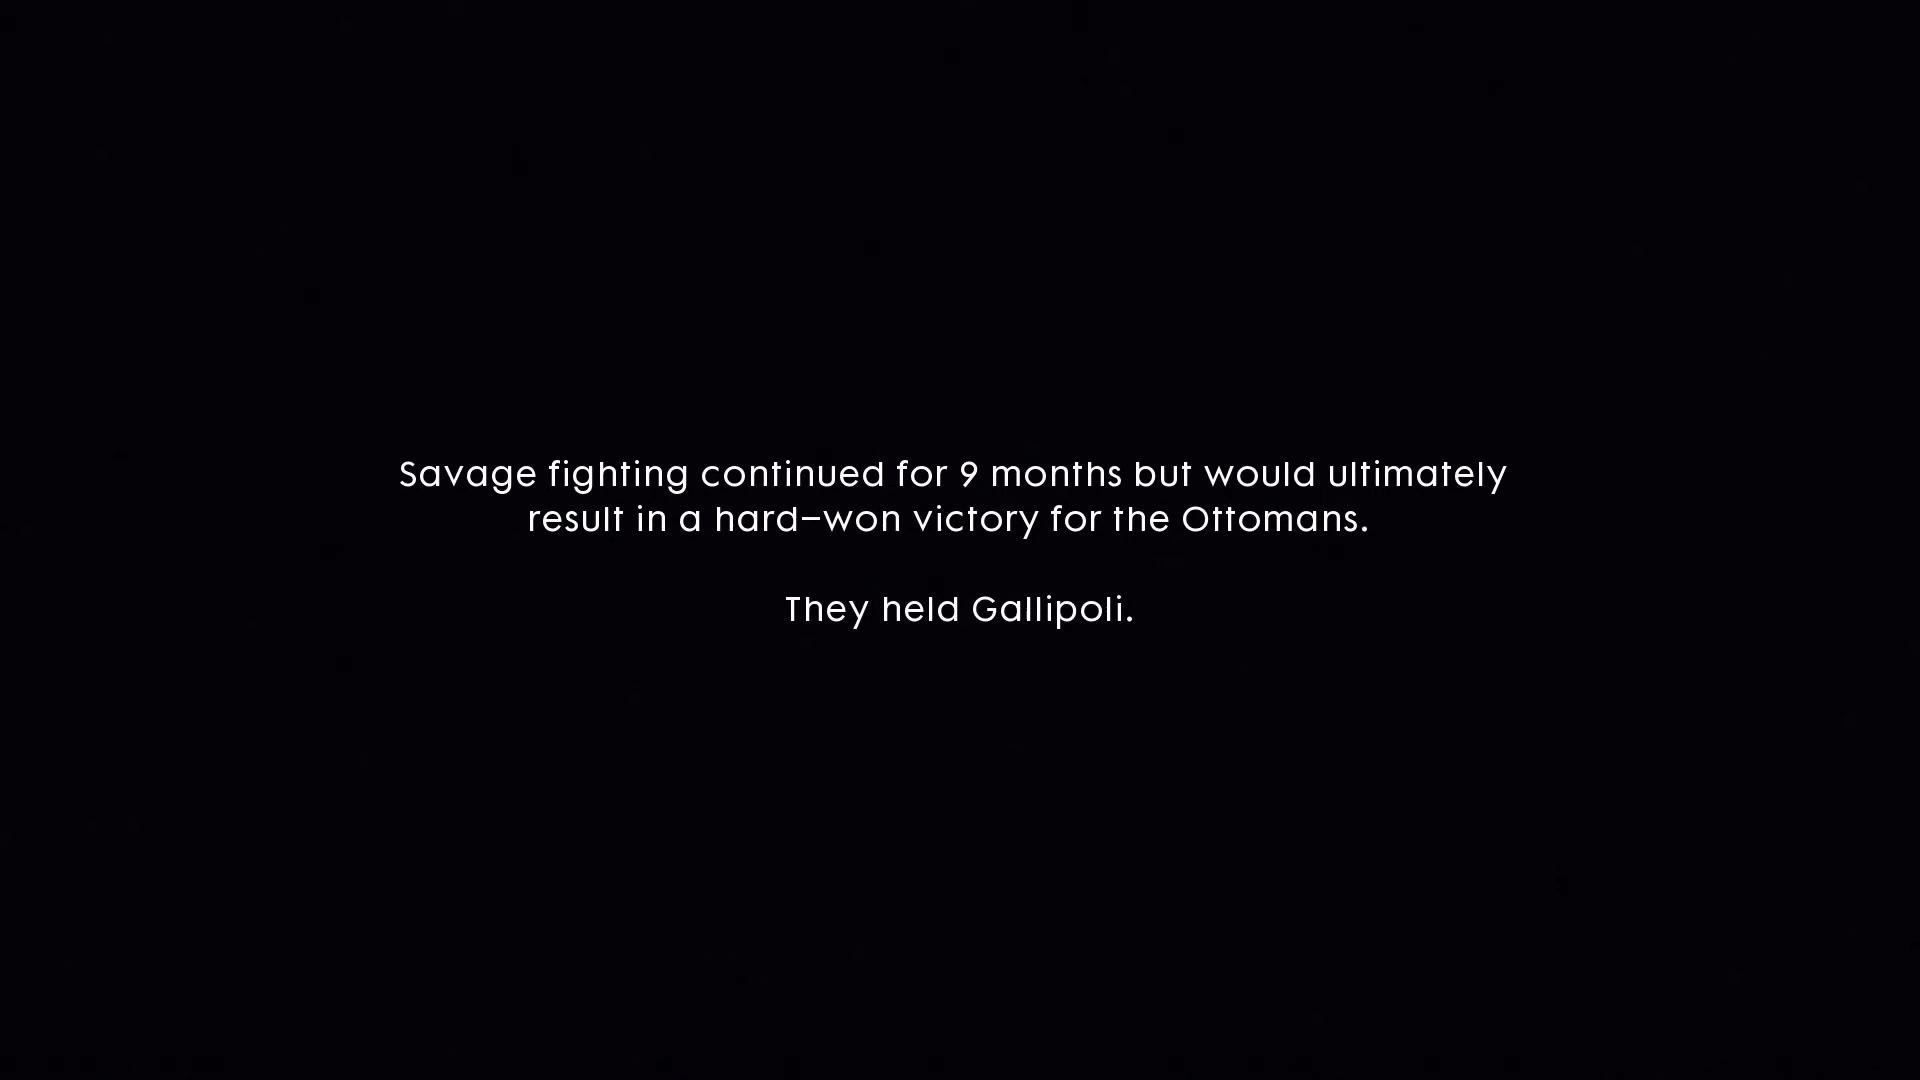 Savage fighting continued for 9 months but would ultimately
result in a hard–won victory for the Ottomans.
They held Gallipoli.